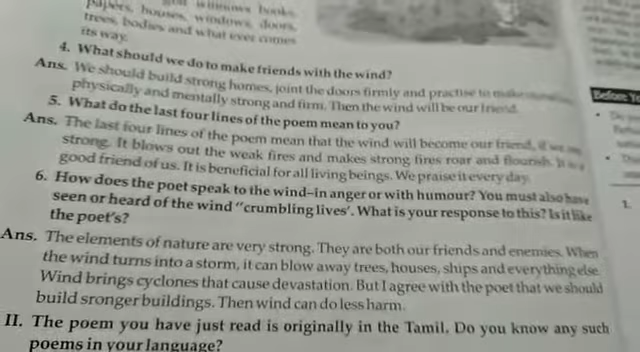 papers, houses, windows, doors,
trees, bodies and what ever comes
its way.
4. What should we do to make friends with the wind?
Ans. We should build strong homes, joint the doors firmly and practise to make
physically and mentally strong and firm. Then the wind will be our friend.
5. What do the last four lines of the poem mean to you?
Ans. The last four lines of the poem mean that the wind will become our friend, if we are
strong. It blows out the weak fires and makes strong fires roar and flourish. It is a
good friend of us. It is beneficial for all living beings. We praise it every day.
6. How does the poet speak to the wind–in anger or with humour? You must also have
seen or heard of the wind "crumbling lives'. What is your response to this? Is it like
the poet's?
Ans. The elements of nature are very strong. They are both our friends and enemies. When
the wind turns into a storm, it can blow away trees, houses, ships and everything else.
Wind brings cyclones that cause devastation. But I agree with the poet that we should
build sronger buildings. Then wind can do less harm.
II. The poem you have just read is originally in the Tamil. Do you know any such
poems in your language?
Before
1.